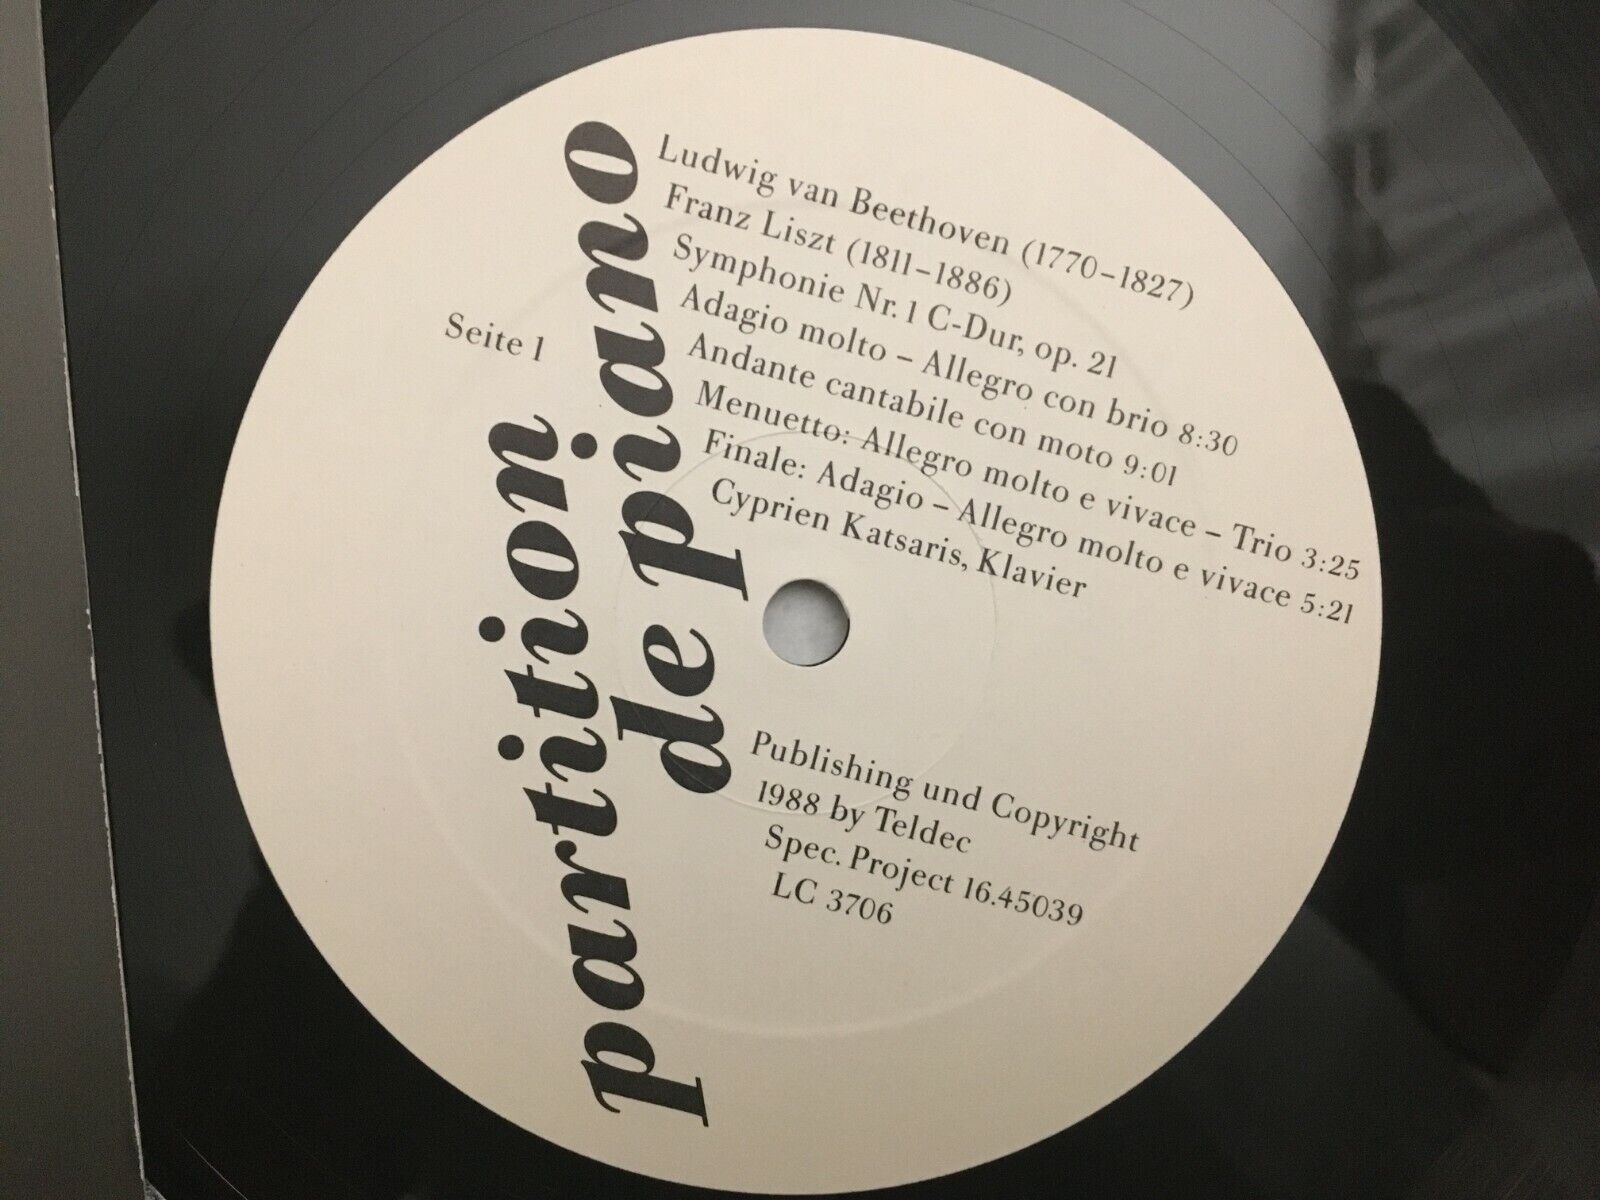 partition
de piano
Seite 1
Ludwig van Beethoven (1770–1827)
Franz Liszt (1811–1886)
Symphonie Nr. 1 C-Dur, op. 21
Adagio molto – Allegro con brio 8:30
Andante cantabile con moto 9:01
Menuetto: Allegro molto e vivace – Trio 3:25
Finale: Adagio – Allegro molto e vivace 5:21
Cyprien Katsaris, Klavier
Publishing und Copyright
1988 by Teldec
Spec. Project 16.45039
LC 3706